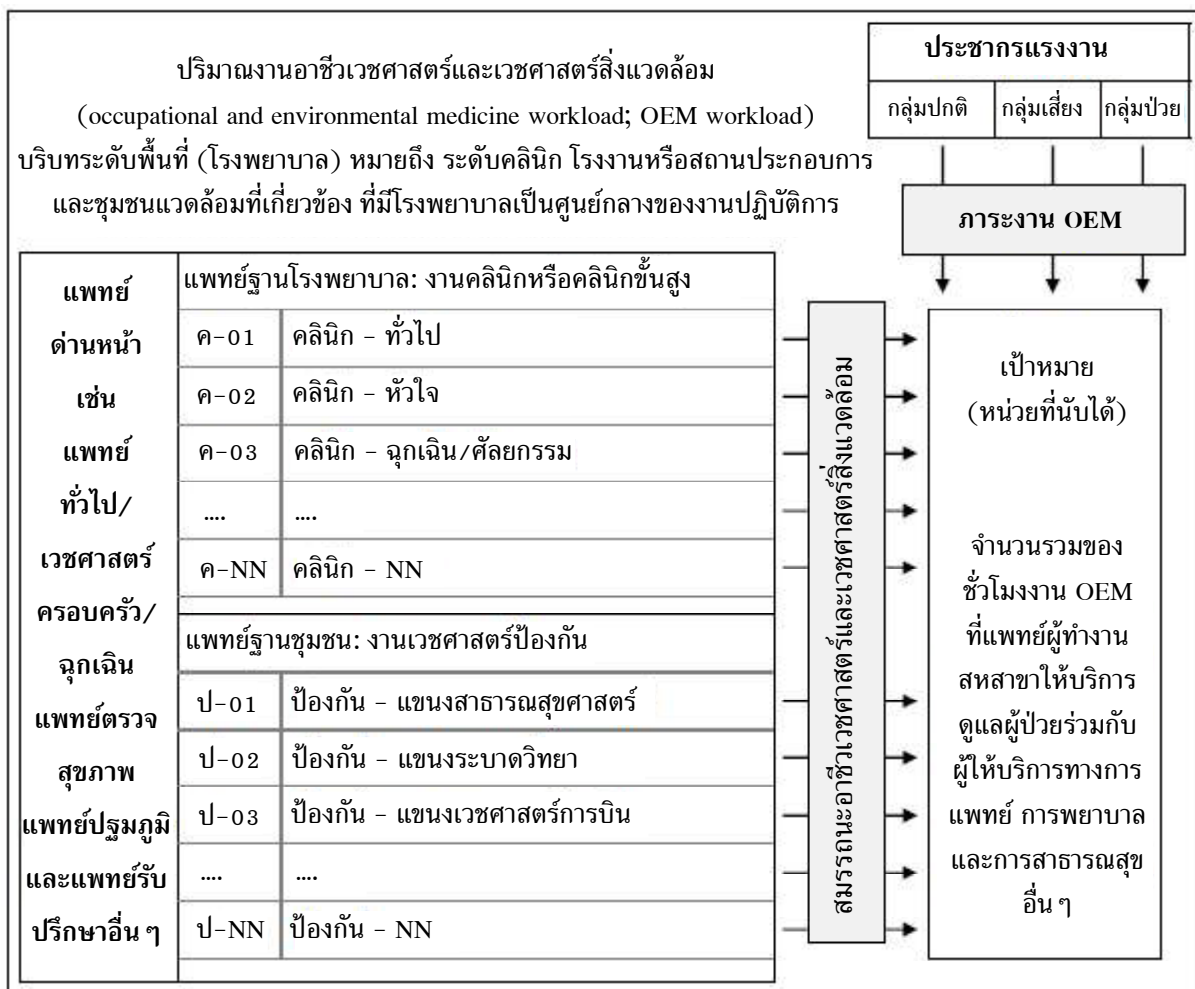 ปริมาณงานอาชีวเวชศาสตร์และเวชศาสตร์สิ่งแวดล้อม
(occupational and environmental medicine workload; OEM workload)
บริบทระดับพื้นที่ (โรงพยาบาล) หมายถึง ระดับคลินิก โรงงานหรือสถานประกอบการ
และชุมชนแวดล้อมที่เกี่ยวข้อง ที่มีโรงพยาบาลเป็นศูนย์กลางของงานปฏิบัติการ
ประชากรแรงงาน
กลุ่มปกติ กลุ่มเสี่ยง กลุ่มป่วย
ภาระงาน OEM
แพทย์
ด่านหน้า
เช่น
แพทย์
ทั่วไป/
เวชศาสตร์
ครอบครัว/
ฉุกเฉิน
แพทย์ตรวจ
สุขภาพ
แพทย์ปฐมภูมิ
และแพทย์รับ
ปรึกษาอื่น ๆ
แพทย์ฐานโรงพยาบาล: งานคลินิกหรือคลินิกขั้นสูง
ค-01 คลินิก - ทั่วไป
ค-02 คลินิก - หัวใจ
ค-03 คลินิก - ฉุกเฉิน/ศัลยกรรม
.... ....
ค-NN คลินิก - NN
แพทย์ฐานชุมชน: งานเวชศาสตร์ป้องกัน
ป-01 ป้องกัน - แขนงสาธารณสุขศาสตร์
ป-02 ป้องกัน - แขนงระบาดวิทยา
ป-03 ป้องกัน - แขนงเวชศาสตร์การบิน
.... ....
ป-NN ป้องกัน - NN
สมรรถนะอาชีวเวชศาสตร์และเวชศาสตร์สิ่งแวดล้อม
เป้าหมาย
(หน่วยที่นับได้)
จำนวนรวมของ
ชั่วโมงงาน OEM
ที่แพทย์ผู้ทำงาน
สหสาขาให้บริการ
ดูแลผู้ป่วยร่วมกับ
ผู้ให้บริการทางการ
แพทย์ การพยาบาล
และการสาธารณสุข
อื่น ๆ